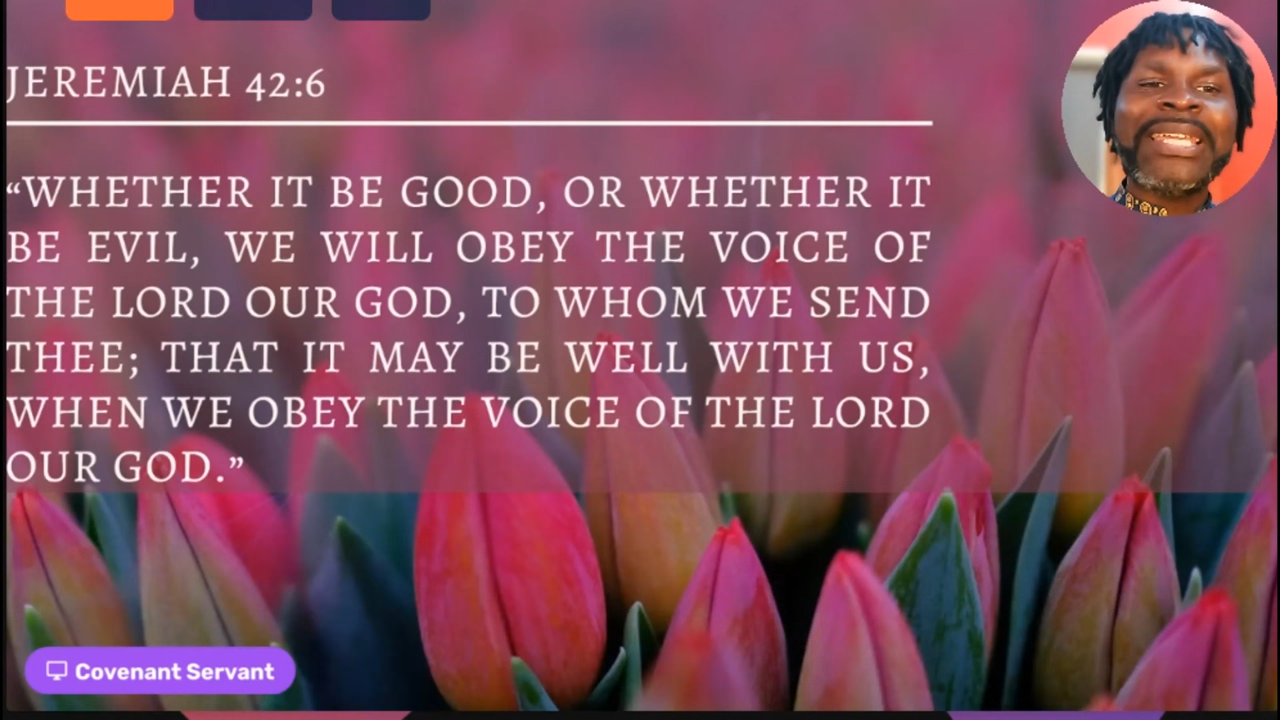 JEREMIAH 42:6
“WHETHER IT BE GOOD, OR WHETHER IT
BE EVIL, WE WILL OBEY THE VOICE OF
THE LORD OUR GOD, TO WHOM WE SEND
THEE; THAT IT MAY BE WELL WITH US,
WHEN WE OBEY THE VOICE OF THE LORD
OUR GOD.”
Covenant Servant